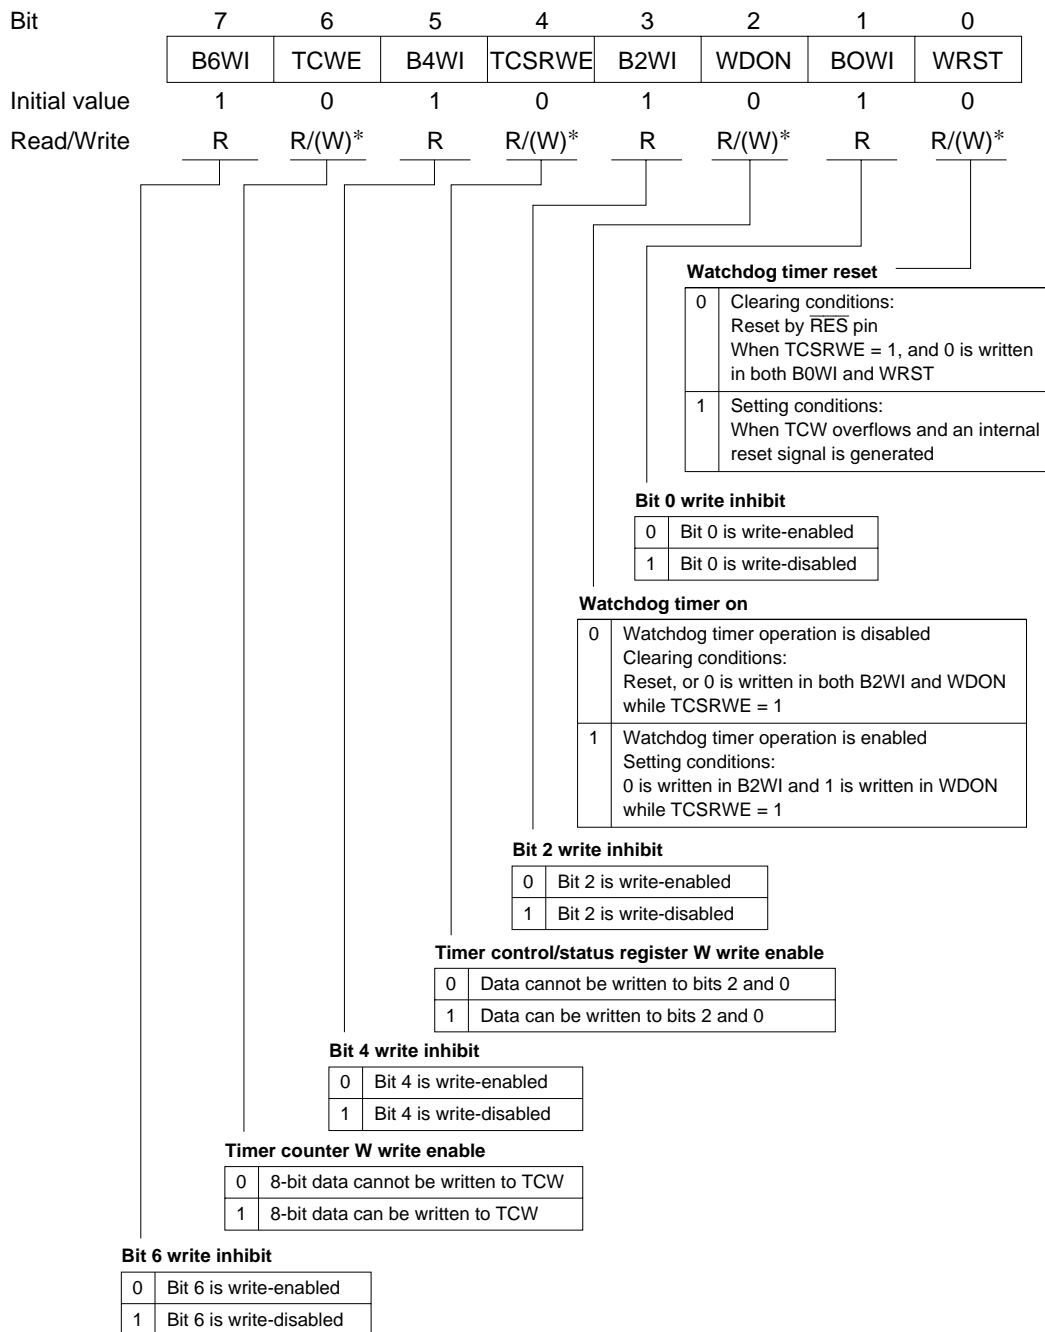 Bit 7 6 5 4 3 2 1 0
B6WI TCWE B4WI TCSRWE B2WI WDON BOWI WRST
Initial value 1 0 1 0 1 0 1 0
Read/Write R R/(W)* R R/(W)* R R/(W)* R R/(W)*
Watchdog timer reset
0 Clearing conditions:
Reset by R̅E̅S̅ pin
When TCSRWE = 1, and 0 is written
in both B0WI and WRST
1 Setting conditions:
When TCW overflows and an internal
reset signal is generated
Bit 0 write inhibit
0 Bit 0 is write-enabled
1 Bit 0 is write-disabled
Watchdog timer on
0 Watchdog timer operation is disabled
Clearing conditions:
Reset, or 0 is written in both B2WI and WDON
while TCSRWE = 1
1 Watchdog timer operation is enabled
Setting conditions:
0 is written in B2WI and 1 is written in WDON
while TCSRWE = 1
Bit 2 write inhibit
0 Bit 2 is write-enabled
1 Bit 2 is write-disabled
Timer control/status register W write enable
0 Data cannot be written to bits 2 and 0
1 Data can be written to bits 2 and 0
Bit 4 write inhibit
0 Bit 4 is write-enabled
1 Bit 4 is write-disabled
Timer counter W write enable
0 8-bit data cannot be written to TCW
1 8-bit data can be written to TCW
Bit 6 write inhibit
0 Bit 6 is write-enabled
1 Bit 6 is write-disabled